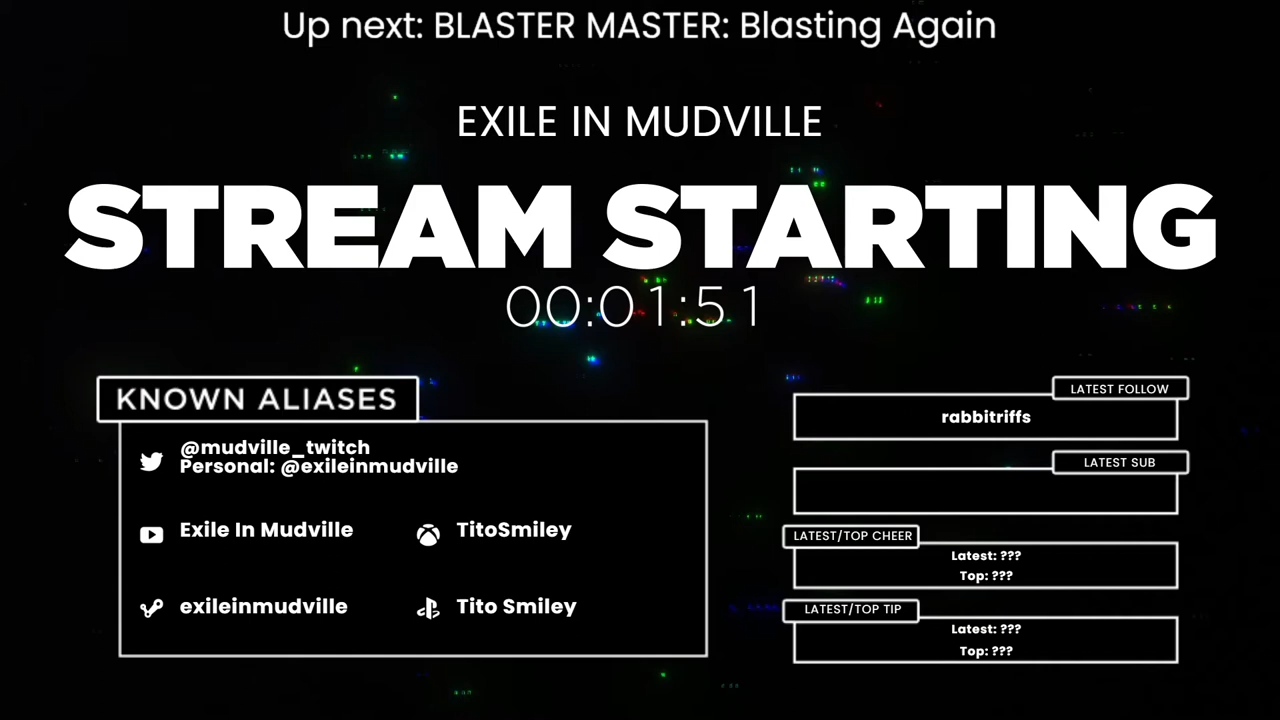 Up next: BLASTER MASTER: Blasting Again
EXILE IN MUDVILLE
STREAM STARTING
00:01:51
KNOWN ALIASES
@mudville_twitch
Personal: @exileinmudville
Exile In Mudville
TitoSmiley
exileinmudville
Tito Smiley
LATEST FOLLOW
rabbitriffs
LATEST SUB
LATEST/TOP CHEER
Latest: ???
Top: ???
LATEST/TOP TIP
Latest: ???
Top: ???